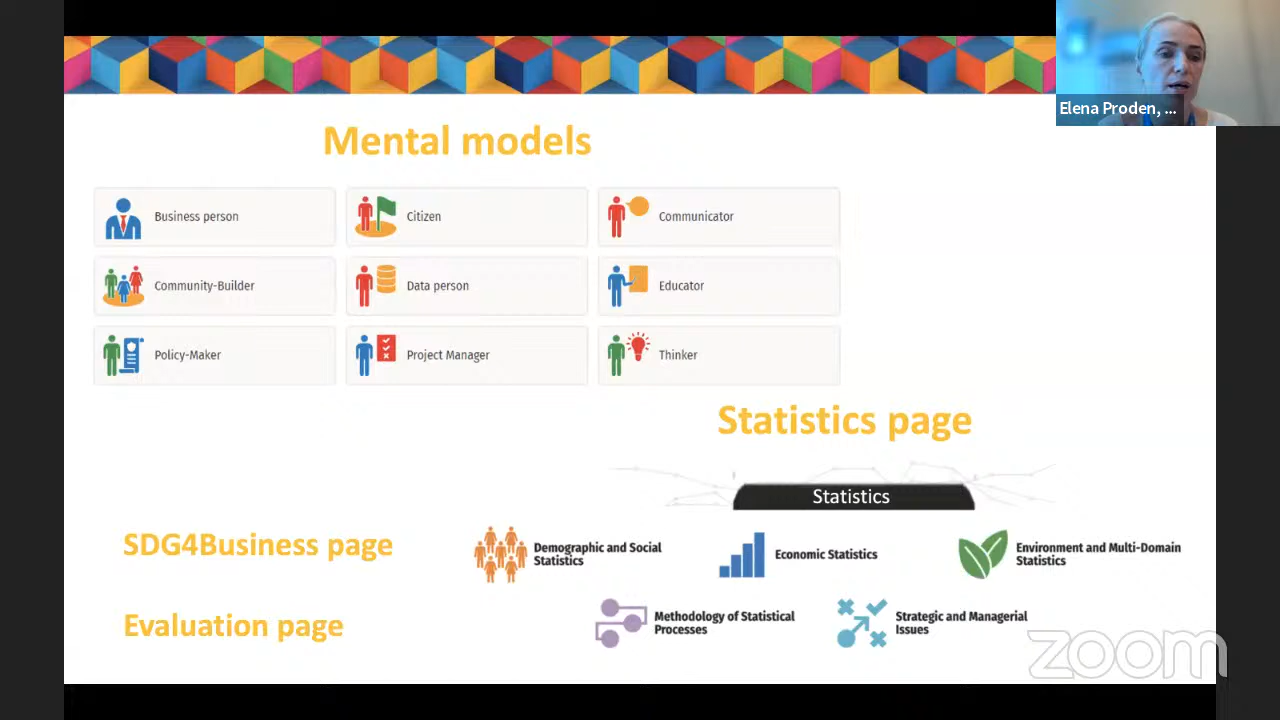 Elena Proden, ...
Mental models
Business person
Citizen
Communicator
Community-Builder
Data person
Educator
Policy-Maker
Project Manager
Thinker
Statistics page
Statistics
SDG4Business page
Demographic and Social
Statistics
Economic Statistics
Environment and Multi-Domain
Statistics
Evaluation page
Methodology of Statistical
Processes
Strategic and Managerial
Issues
zoom